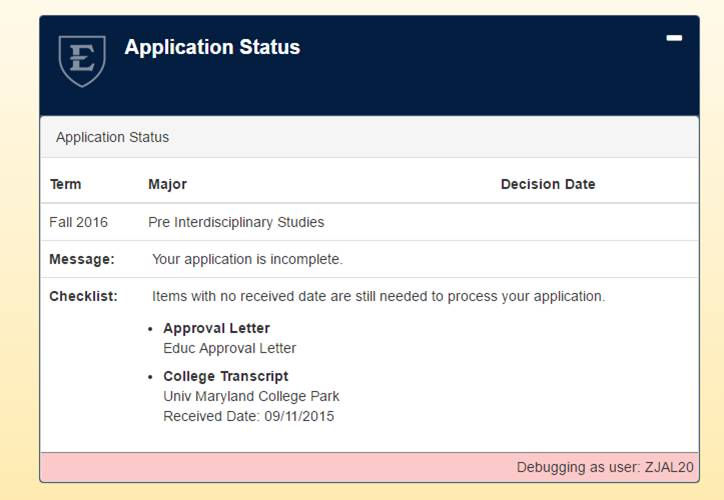 E
Application Status
Application Status
Term Major Decision Date
Fall 2016 Pre Interdisciplinary Studies
Message: Your application is incomplete.
Checklist: Items with no received date are still needed to process your application.
• Approval Letter
Educ Approval Letter
• College Transcript
Univ Maryland College Park
Received Date: 09/11/2015
Debugging as user: ZJAL20